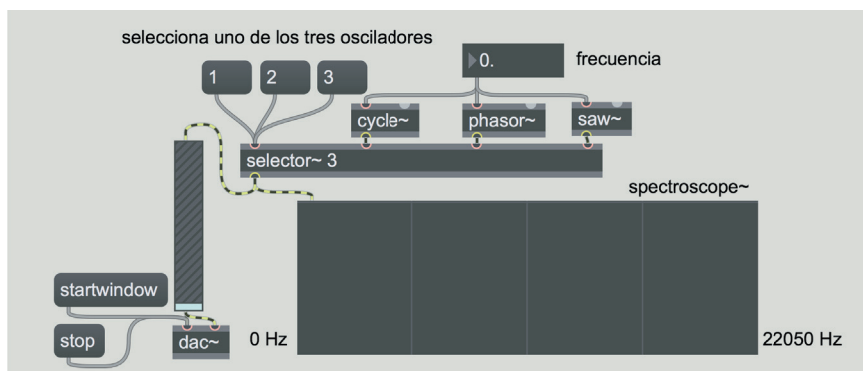 selecciona uno de los tres osciladores
1 2 3
0. frecuencia
cycle~ phasor~ saw~
selector~ 3
spectroscope~
startwindow
stop dac~ 0 Hz 22050 Hz